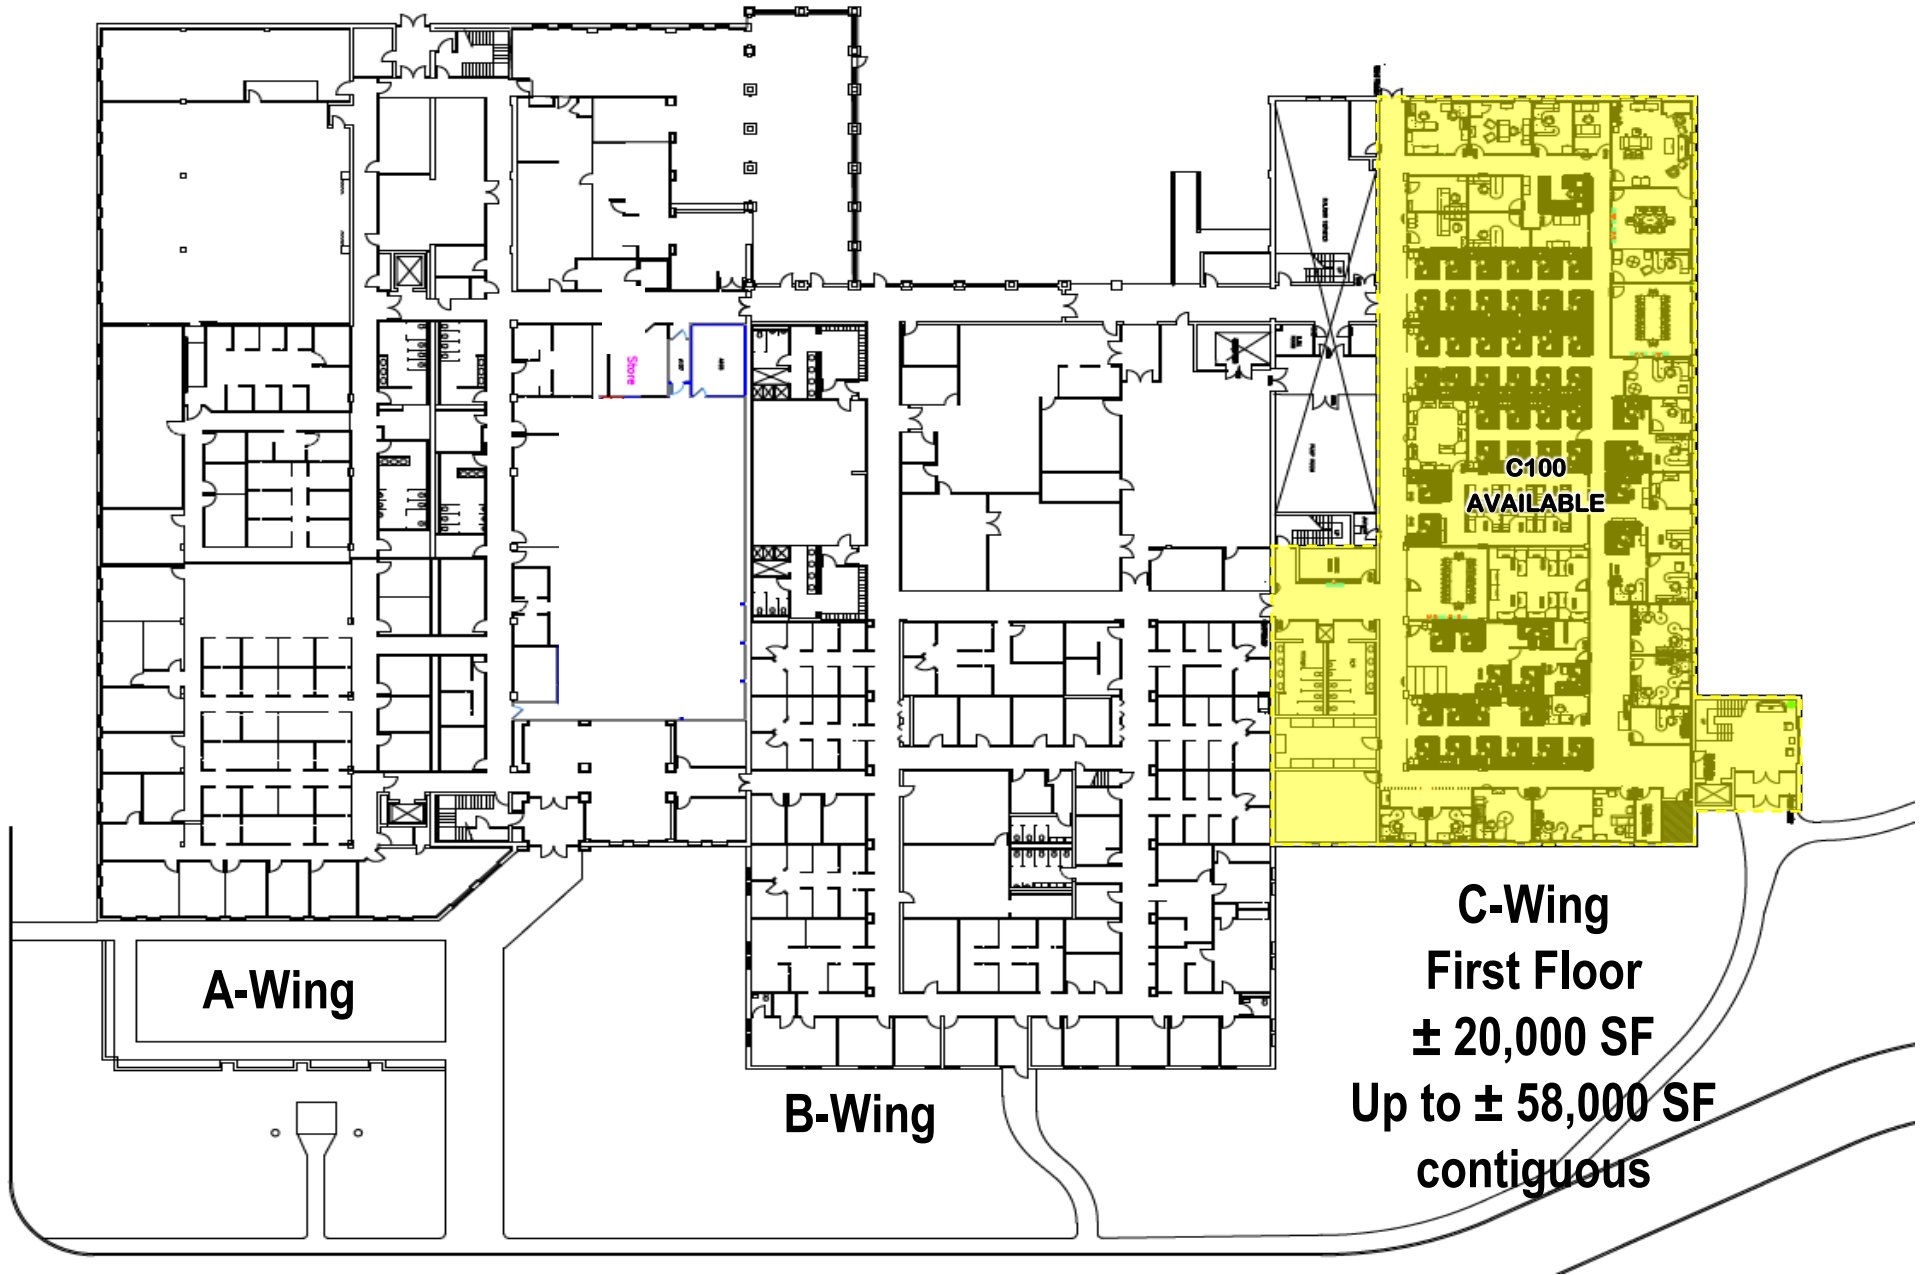 Store
C100
AVAILABLE
A-Wing
B-Wing
C-Wing
First Floor
± 20,000 SF
Up to ± 58,000 SF
contiguous